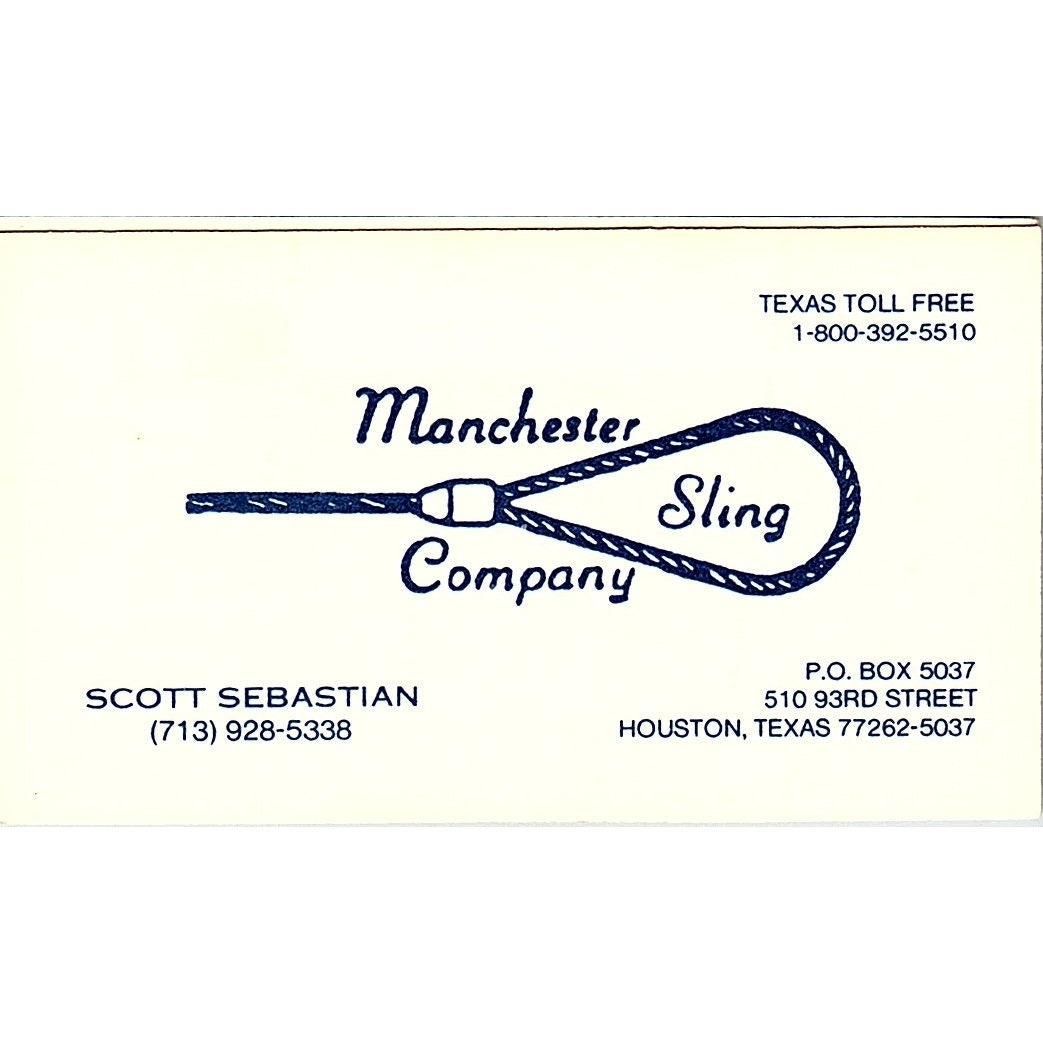 TEXAS TOLL FREE
1-800-392-5510
Manchester
Sling
Company
SCOTT SEBASTIAN
(713) 928-5338
P.O. BOX 5037
510 93RD STREET
HOUSTON, TEXAS 77262-5037